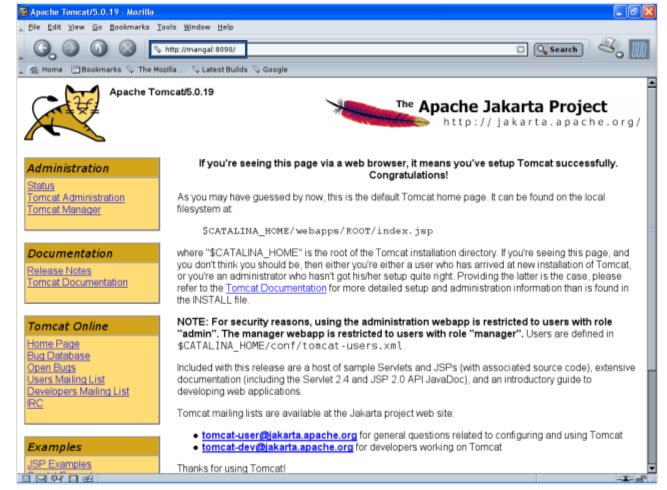 Apache Tomcat/5.0.19 - Mozilla
File Edit View Go Bookmarks Tools Window Help
http://mangal:8090/
Search
Home Bookmarks The Mozilla ... Latest Builds Google
Apache Tomcat/5.0.19
The Apache Jakarta Project
http://jakarta.apache.org/
Administration
Status
Tomcat Administration
Tomcat Manager
Documentation
Release Notes
Tomcat Documentation
Tomcat Online
Home Page
Bug Database
Open Bugs
Users Mailing List
Developers Mailing List
IRC
Examples
JSP Examples
If you're seeing this page via a web browser, it means you've setup Tomcat successfully.
Congratulations!
As you may have guessed by now, this is the default Tomcat home page. It can be found on the local
filesystem at:
$CATALINA_HOME/webapps/ROOT/index.jsp
where "$CATALINA_HOME" is the root of the Tomcat installation directory. If you're seeing this page, and
you don't think you should be, then either you're either a user who has arrived at new installation of Tomcat,
or you're an administrator who hasn't got his/her setup quite right. Providing the latter is the case, please
refer to the Tomcat Documentation for more detailed setup and administration information than is found in
the INSTALL file.
NOTE: For security reasons, using the administration webapp is restricted to users with role
"admin". The manager webapp is restricted to users with role "manager". Users are defined in
$CATALINA_HOME/conf/tomcat-users.xml.
Included with this release are a host of sample Servlets and JSPs (with associated source code), extensive
documentation (including the Servlet 2.4 and JSP 2.0 API JavaDoc), and an introductory guide to
developing web applications.
Tomcat mailing lists are available at the Jakarta project web site:
tomcat-user@jakarta.apache.org for general questions related to configuring and using Tomcat
tomcat-dev@jakarta.apache.org for developers working on Tomcat
Thanks for using Tomcat!